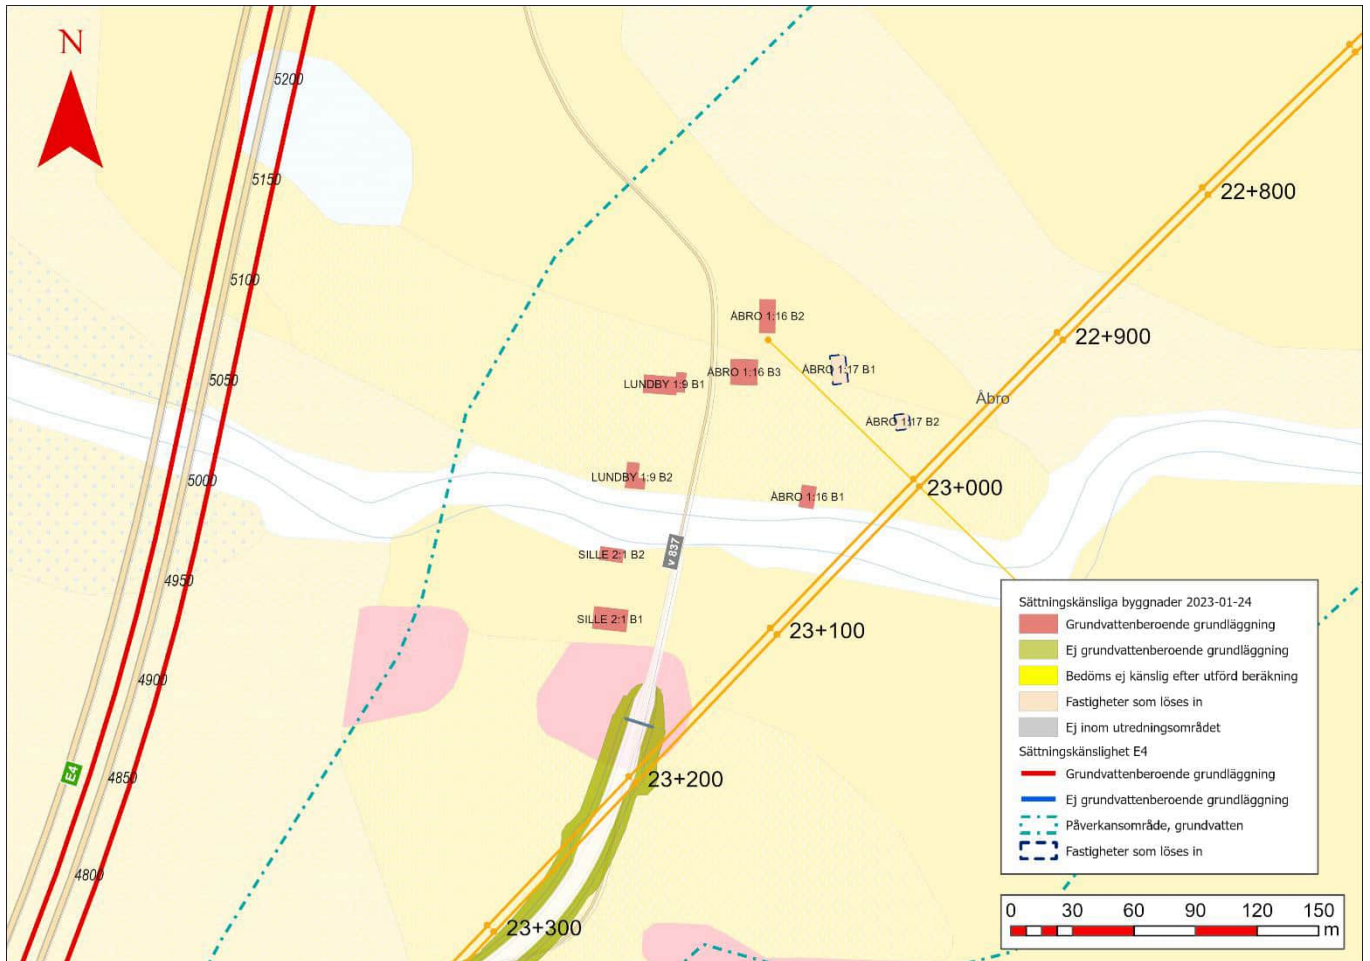 N
5200
5150
5100
5050
5000
4950
4900
4850
4800
E4
22+800
22+900
23+000
23+100
23+200
23+300
ÅBRO 1:16 B2
ÅBRO 1:16 B3
ÅBRO 1:17 B1
LUNDBY 1:9 B1
Åbro
ÅBRO 1:17 B2
LUNDBY 1:9 B2
ÅBRO 1:16 B1
v 837
SILLE 2:1 B2
SILLE 2:1 B1
Sättningskänsliga byggnader 2023-01-24
Grundvattenberoende grundläggning
Ej grundvattenberoende grundläggning
Bedöms ej känslig efter utförd beräkning
Fastigheter som löses in
Ej inom utredningsområdet
Sättningskänslighet E4
Grundvattenberoende grundläggning
Ej grundvattenberoende grundläggning
Påverkansområde, grundvatten
Fastigheter som löses in
0 30 60 90 120 150
m